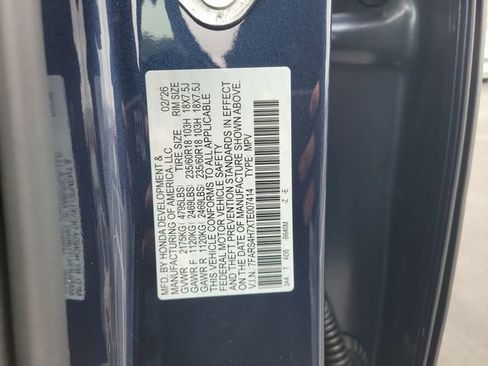 MFD. BY HONDA DEVELOPMENT & 02/26
MANUFACTURING OF AMERICA, LLC
GVWR 2175KG( 4795LBS) TIRE SIZE RIM SIZE
GAWR F 1120KG( 2469LBS) 235/60R18 103H 18X7.5J
GAWR R 1120KG( 2469LBS) 235/60R18 103H 18X7.5J
THIS VEHICLE CONFORMS TO ALL APPLICABLE
FEDERAL MOTOR VEHICLE SAFETY
AND THEFT PREVENTION STANDARDS IN EFFECT
ON THE DATE OF MANUFACTURE SHOWN ABOVE.
V.I.N. 7FARS4H7XTE007414 TYPE: MPV